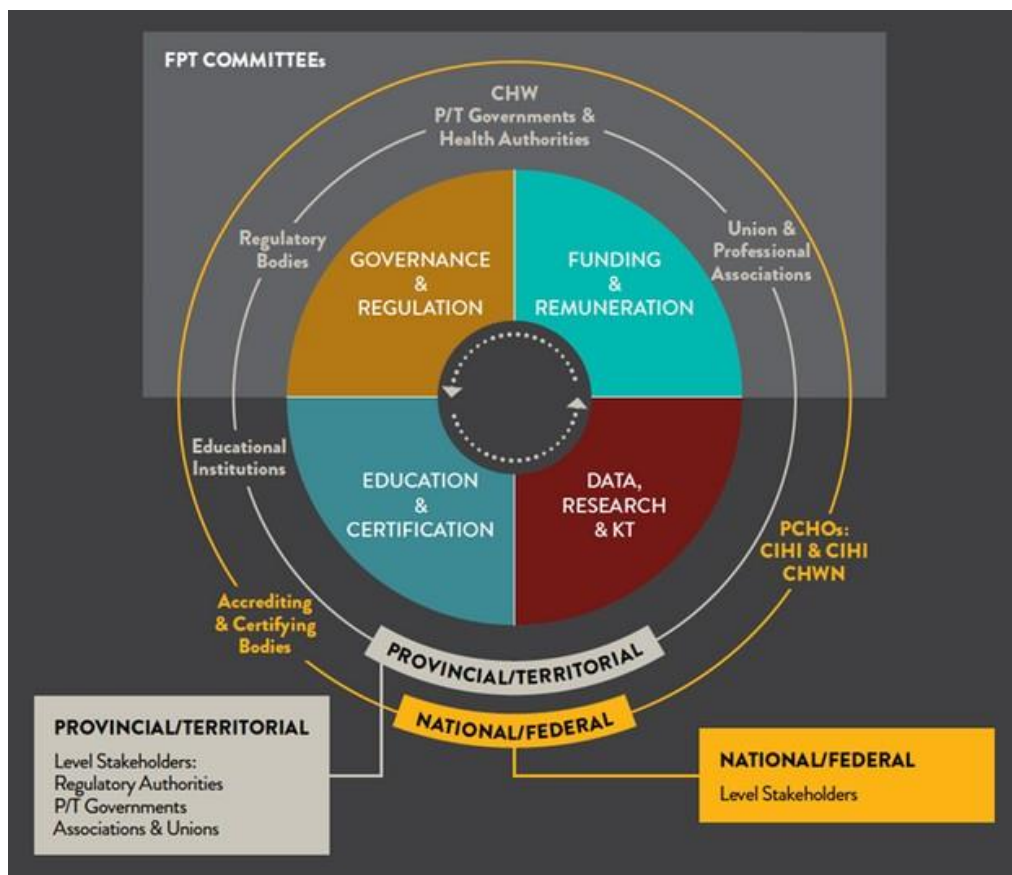 FPT COMMITTEEs
CHW
P/T Governments &
Health Authorities
Regulatory
Bodies
Union &
Professional
Associations
GOVERNANCE
&
REGULATION
FUNDING
&
REMUNERATION
Educational
Institutions
EDUCATION
&
CERTIFICATION
DATA,
RESEARCH
& KT
PCHOs:
CIHI & CIHI
CHWN
Accrediting
& Certifying
Bodies
PROVINCIAL/TERRITORIAL
NATIONAL/FEDERAL
PROVINCIAL/TERRITORIAL
Level Stakeholders:
Regulatory Authorities
P/T Governments
Associations & Unions
NATIONAL/FEDERAL
Level Stakeholders